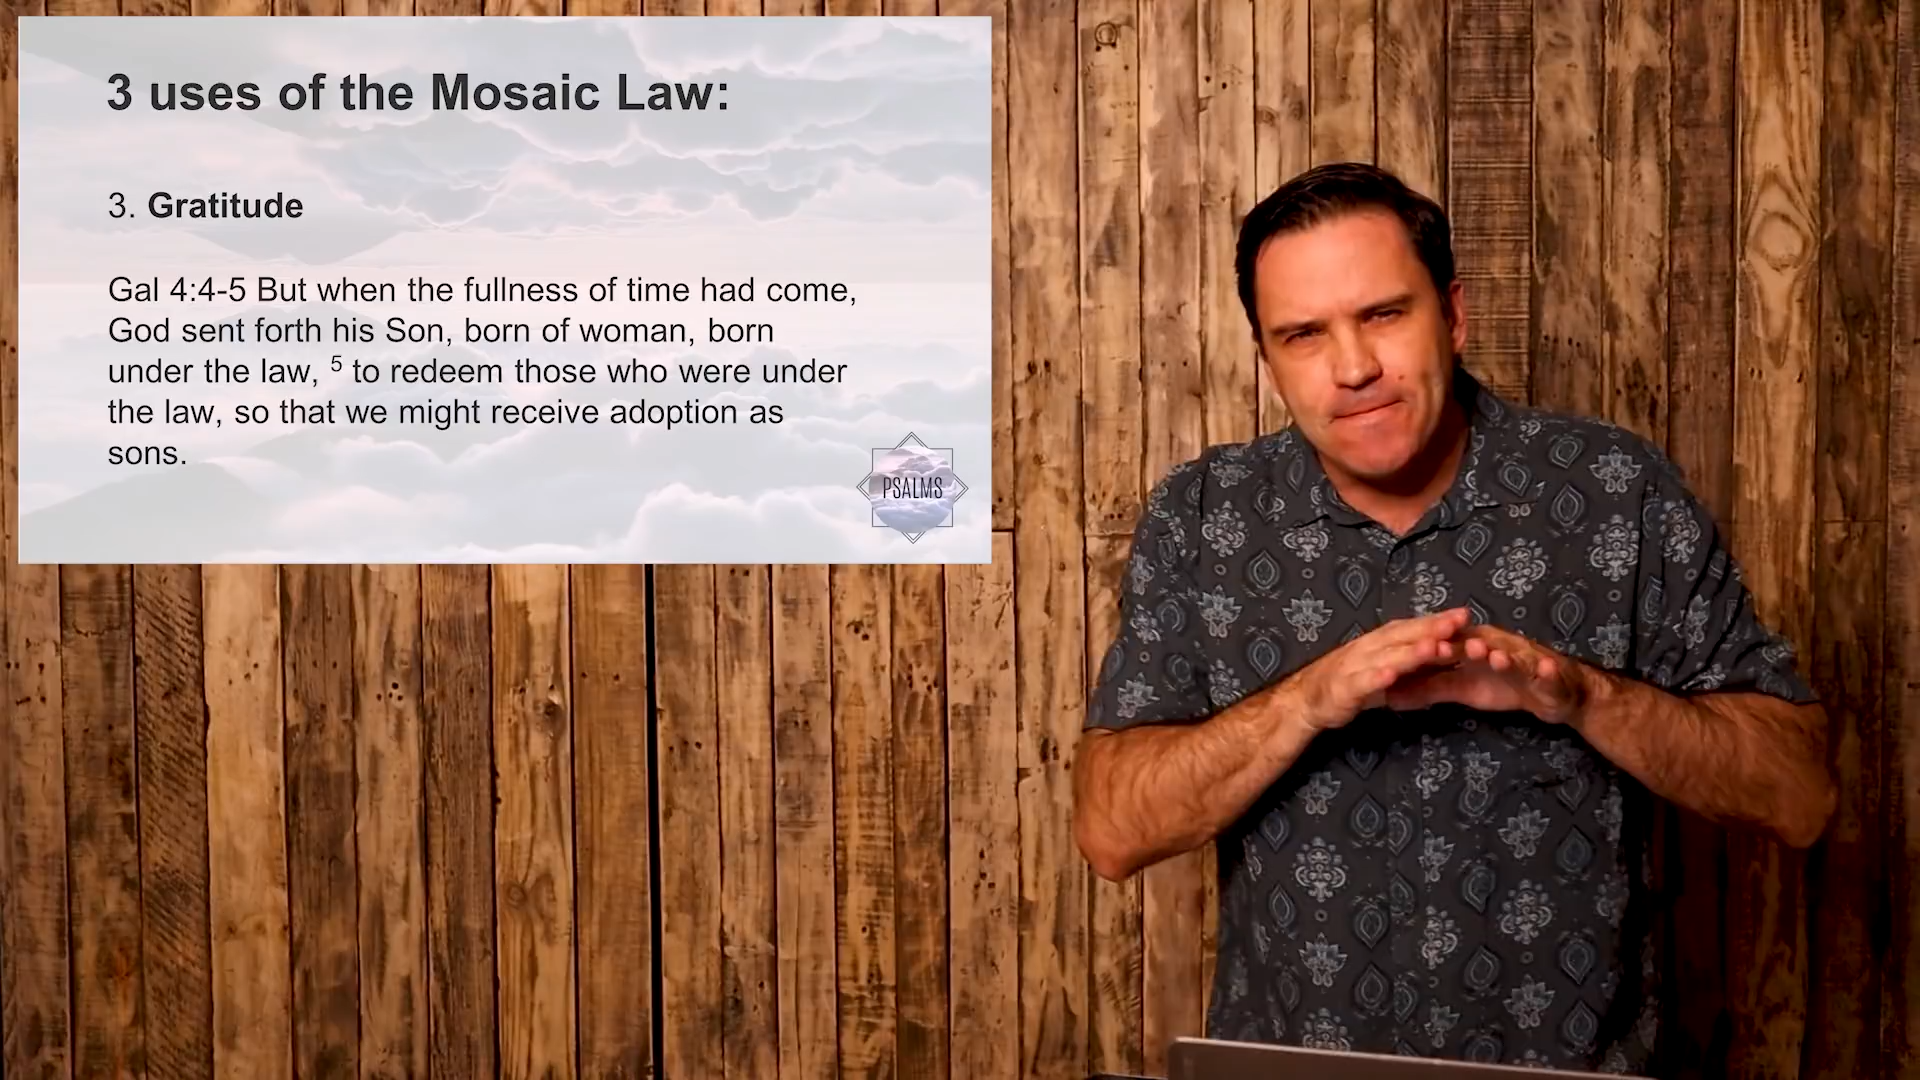 3 uses of the Mosaic Law:
3. Gratitude
Gal 4:4-5 But when the fullness of time had come,
God sent forth his Son, born of woman, born
under the law, 5 to redeem those who were under
the law, so that we might receive adoption as
sons.
PSALMS